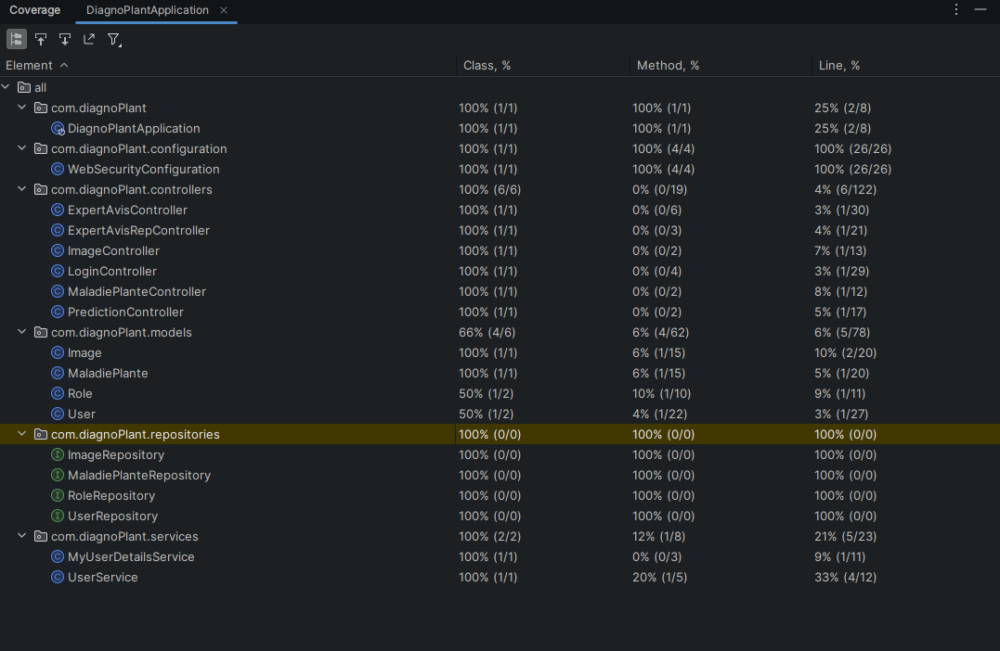 Coverage DiagnoPlantApplication
Element Class, % Method, % Line, %
all
com.diagnoPlant 100% (1/1) 100% (1/1) 25% (2/8)
DiagnoPlantApplication 100% (1/1) 100% (1/1) 25% (2/8)
com.diagnoPlant.configuration 100% (1/1) 100% (4/4) 100% (26/26)
WebSecurityConfiguration 100% (1/1) 100% (4/4) 100% (26/26)
com.diagnoPlant.controllers 100% (6/6) 0% (0/19) 4% (6/122)
ExpertAvisController 100% (1/1) 0% (0/6) 3% (1/30)
ExpertAvisRepController 100% (1/1) 0% (0/3) 4% (1/21)
ImageController 100% (1/1) 0% (0/2) 7% (1/13)
LoginController 100% (1/1) 0% (0/4) 3% (1/29)
MaladiePlanteController 100% (1/1) 0% (0/2) 8% (1/12)
PredictionController 100% (1/1) 0% (0/2) 5% (1/17)
com.diagnoPlant.models 66% (4/6) 6% (4/62) 6% (5/78)
Image 100% (1/1) 6% (1/15) 10% (2/20)
MaladiePlante 100% (1/1) 6% (1/15) 5% (1/20)
Role 50% (1/2) 10% (1/10) 9% (1/11)
User 50% (1/2) 4% (1/22) 3% (1/27)
com.diagnoPlant.repositories 100% (0/0) 100% (0/0) 100% (0/0)
ImageRepository 100% (0/0) 100% (0/0) 100% (0/0)
MaladiePlanteRepository 100% (0/0) 100% (0/0) 100% (0/0)
RoleRepository 100% (0/0) 100% (0/0) 100% (0/0)
UserRepository 100% (0/0) 100% (0/0) 100% (0/0)
com.diagnoPlant.services 100% (2/2) 12% (1/8) 21% (5/23)
MyUserDetailsService 100% (1/1) 0% (0/3) 9% (1/11)
UserService 100% (1/1) 20% (1/5) 33% (4/12)